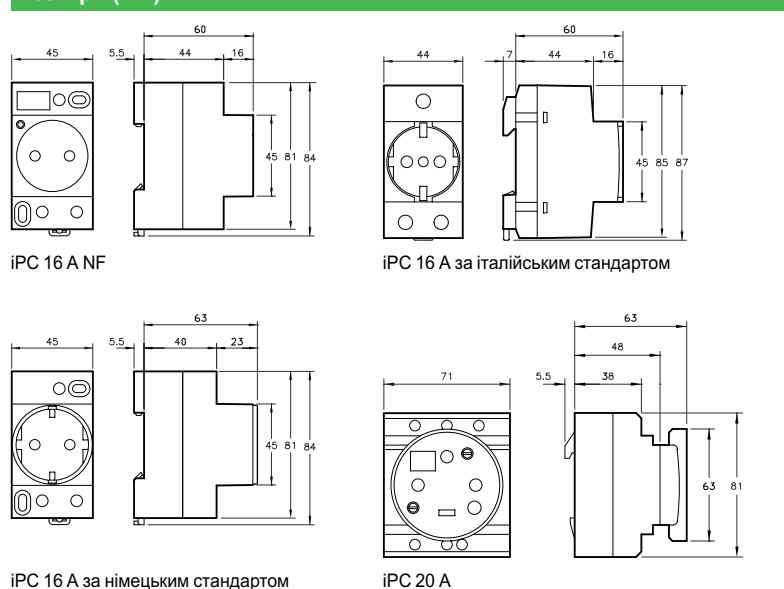 60
45 5.5 44 16
45 81 84
iPC 16 A NF
60
44 7 44 16
45 85 87
iPC 16 A за італійським стандартом
63
45 5.5 40 23
45 81 84
iPC 16 A за німецьким стандартом
63
48
71 5.5 38
63 81
iPC 20 A